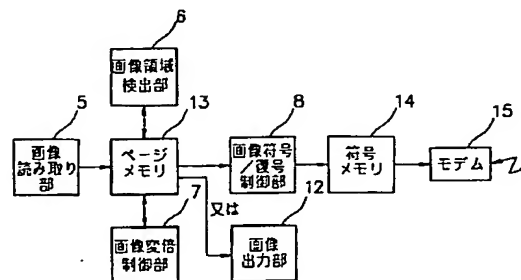 6
画像領域
検出部
5
13
8
14
15
画像
読み取り
部
ページ
メモリ
画像符号
/復号
制御部
符号
メモリ
モデム
又は
7
12
画像変倍
制御部
画像
出力部